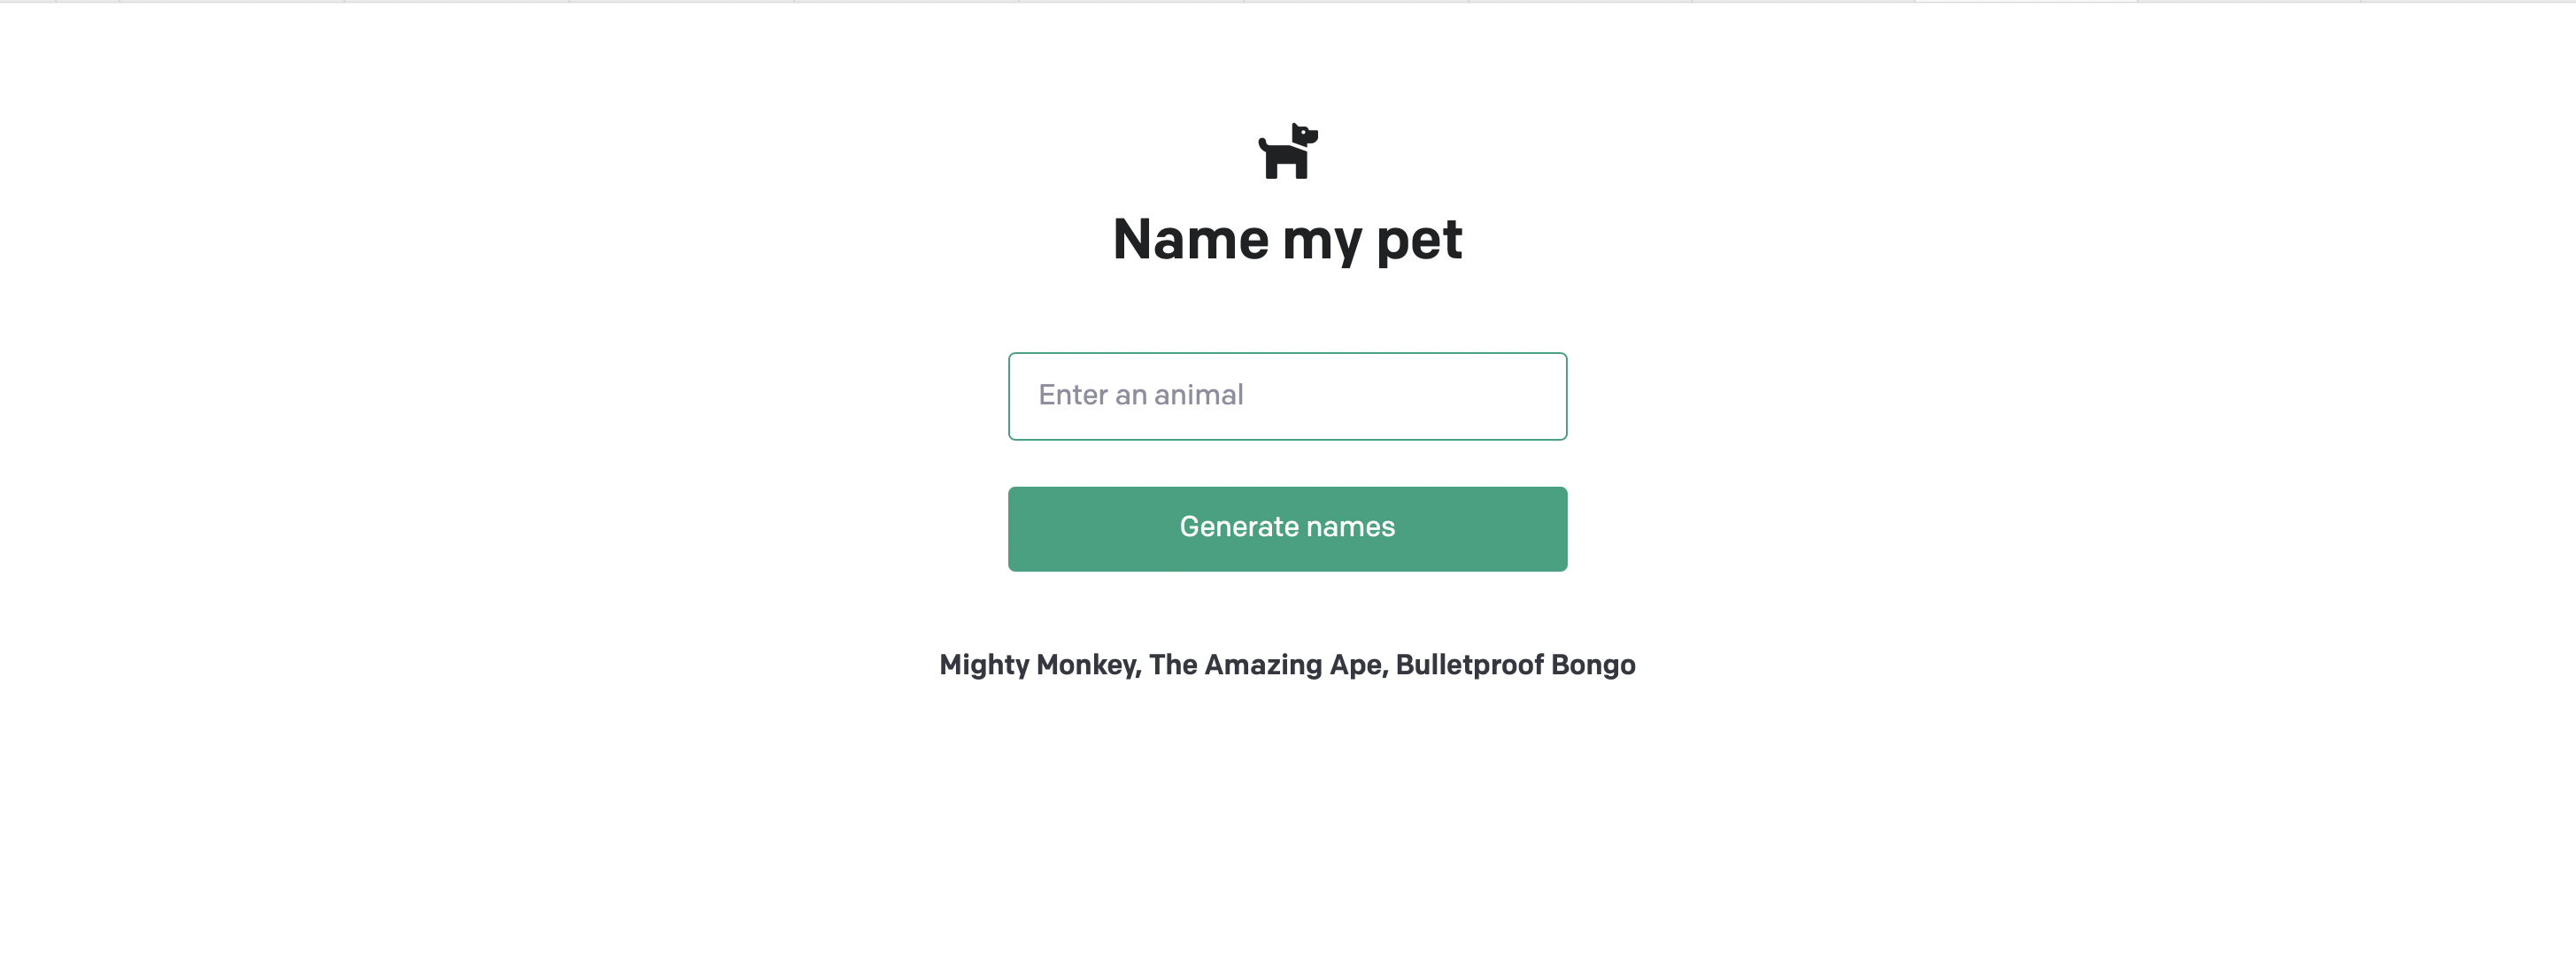 Name my pet
Enter an animal
Generate names
Mighty Monkey, The Amazing Ape, Bulletproof Bongo